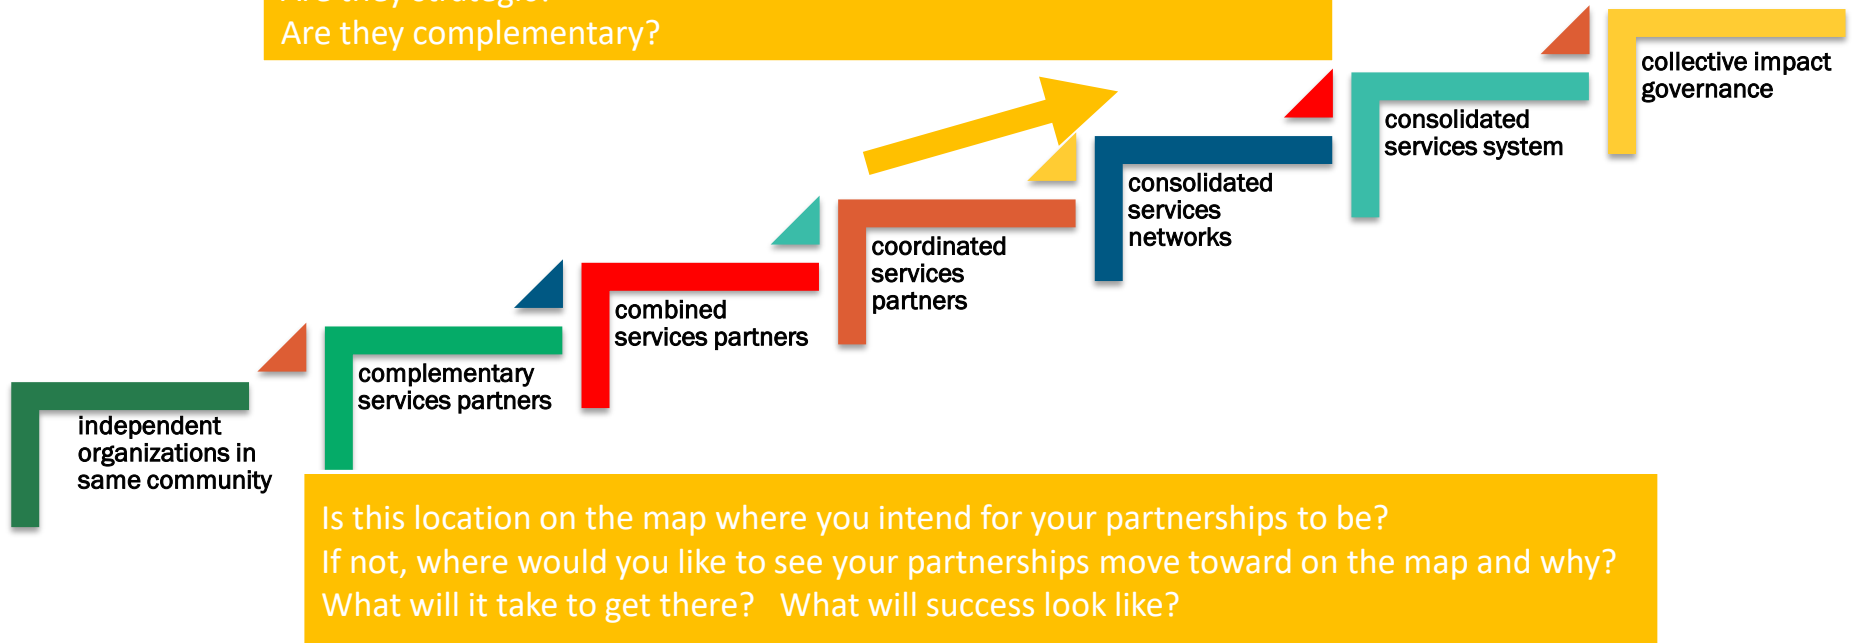 Are they strategic?
Are they complementary?
collective impact
governance
consolidated
services system
consolidated
services
networks
coordinated
services
partners
combined
services partners
complementary
services partners
independent
organizations in
same community
Is this location on the map where you intend for your partnerships to be?
If not, where would you like to see your partnerships move toward on the map and why?
What will it take to get there? What will success look like?